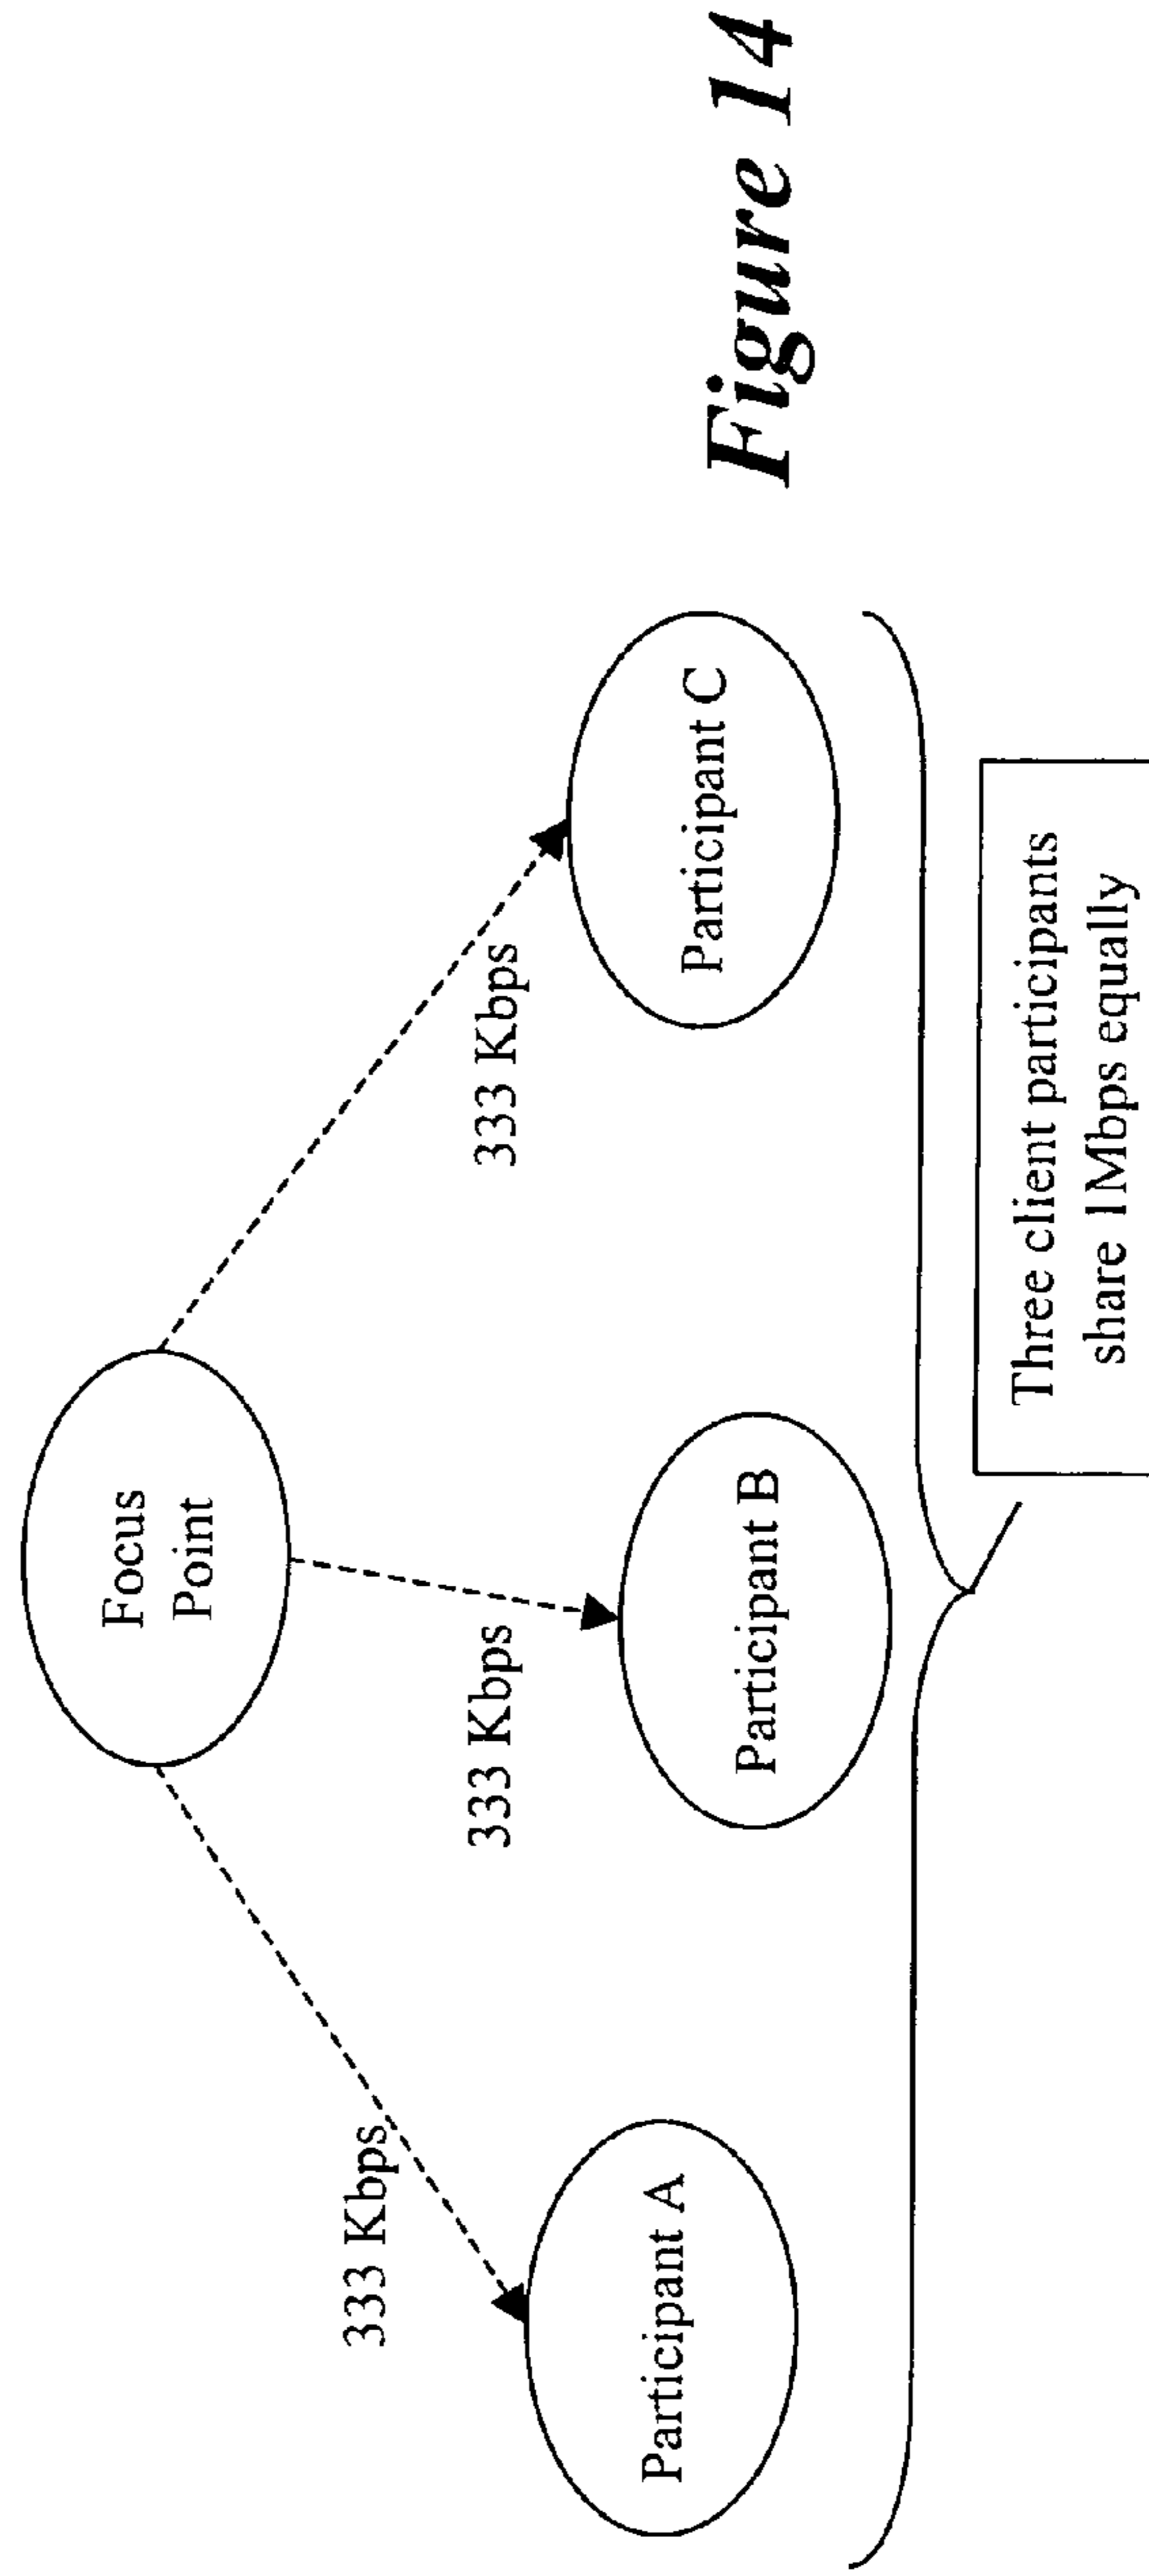 Focus
Point
333 Kbps
333 Kbps
333 Kbps
Participant A
Participant B
Participant C
Three client participants
share 1Mbps equally
Figure 14